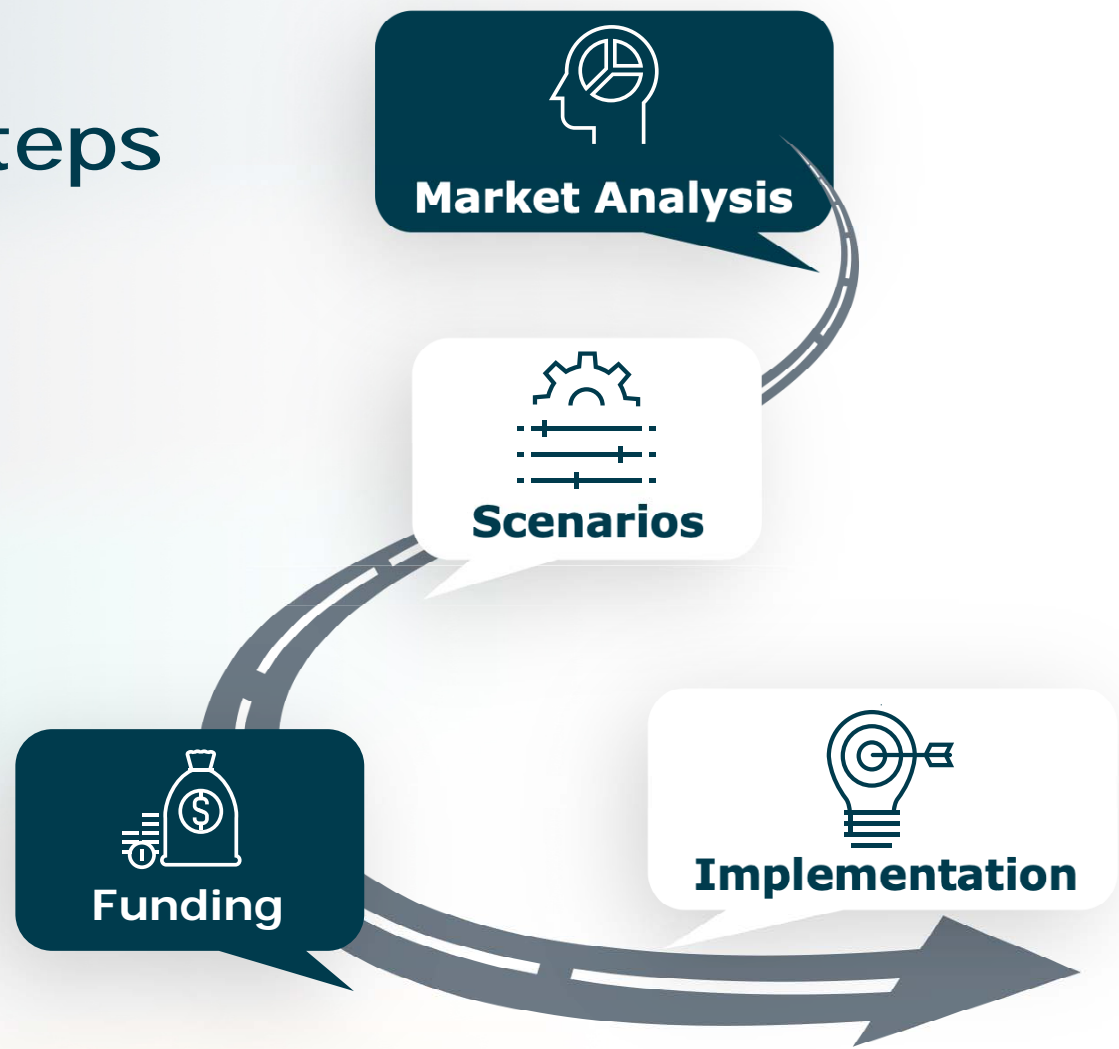 teps
Market Analysis
Scenarios
Funding
$
Implementation